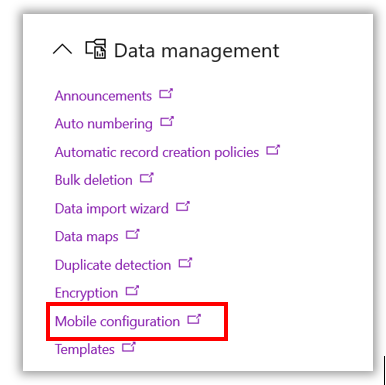 Data management
Announcements
Auto numbering
Automatic record creation policies
Bulk deletion
Data import wizard
Data maps
Duplicate detection
Encryption
Mobile configuration
Templates